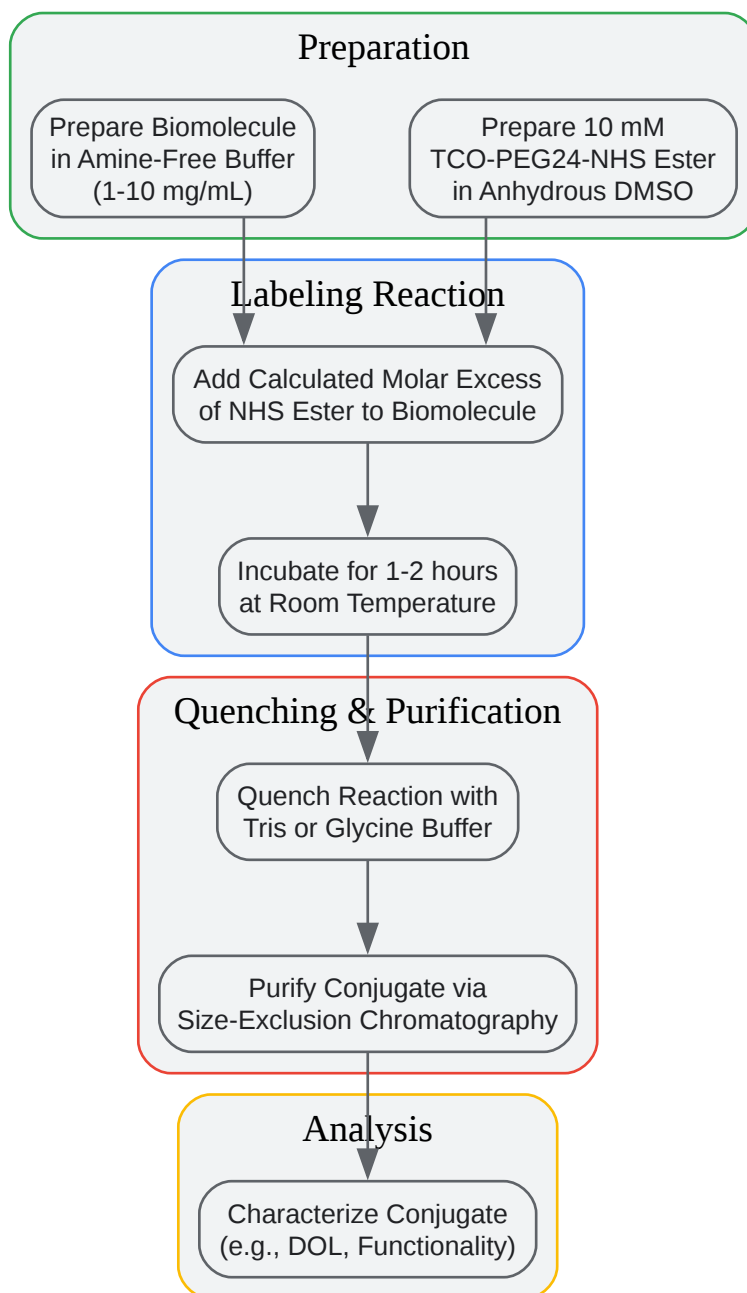 Preparation
Prepare Biomolecule
in Amine-Free Buffer
(1-10 mg/mL)
Prepare 10 mM
TCO-PEG24-NHS Ester
in Anhydrous DMSO
Labeling Reaction
Add Calculated Molar Excess
of NHS Ester to Biomolecule
Incubate for 1-2 hours
at Room Temperature
Quenching & Purification
Quench Reaction with
Tris or Glycine Buffer
Purify Conjugate via
Size-Exclusion Chromatography
Analysis
Characterize Conjugate
(e.g., DOL, Functionality)